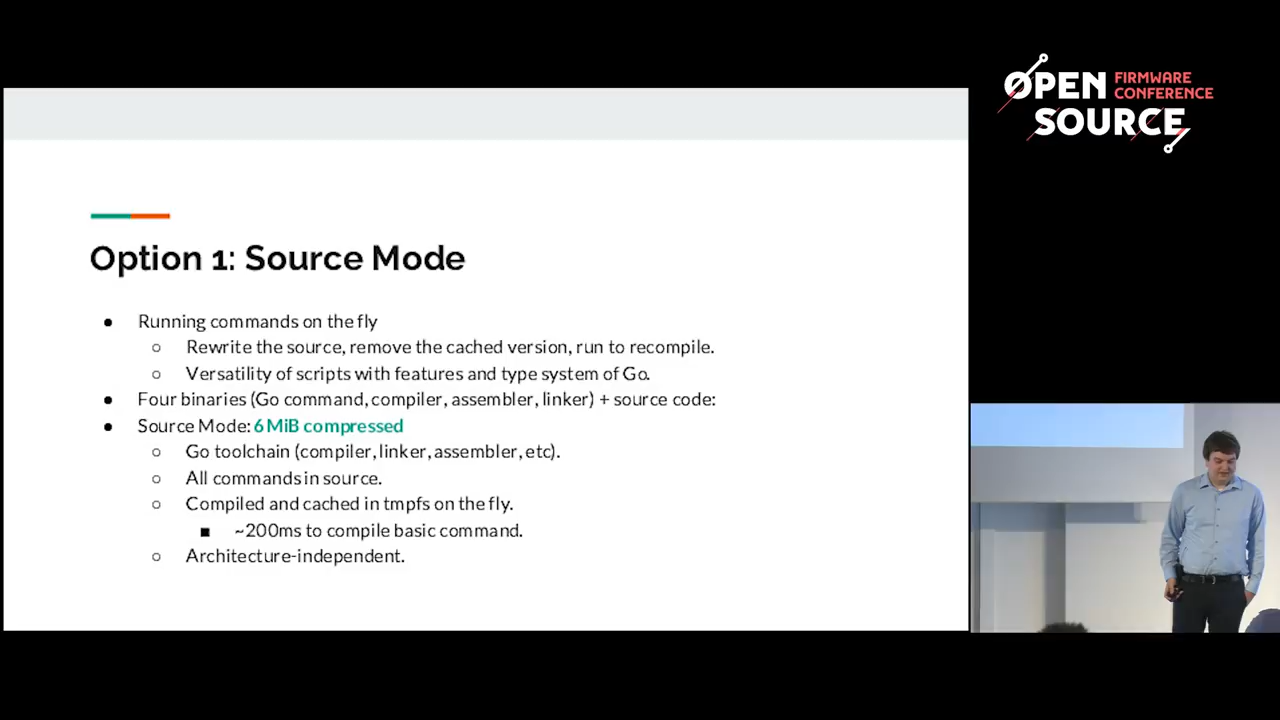 OPEN FIRMWARE
CONFERENCE
SOURCE
Option 1: Source Mode
● Running commands on the fly
○ Rewrite the source, remove the cached version, run to recompile.
○ Versatility of scripts with features and type system of Go.
● Four binaries (Go command, compiler, assembler, linker) + source code:
● Source Mode: 6 MiB compressed
○ Go toolchain (compiler, linker, assembler, etc).
○ All commands in source.
○ Compiled and cached in tmpfs on the fly.
■ ~200ms to compile basic command.
○ Architecture-independent.